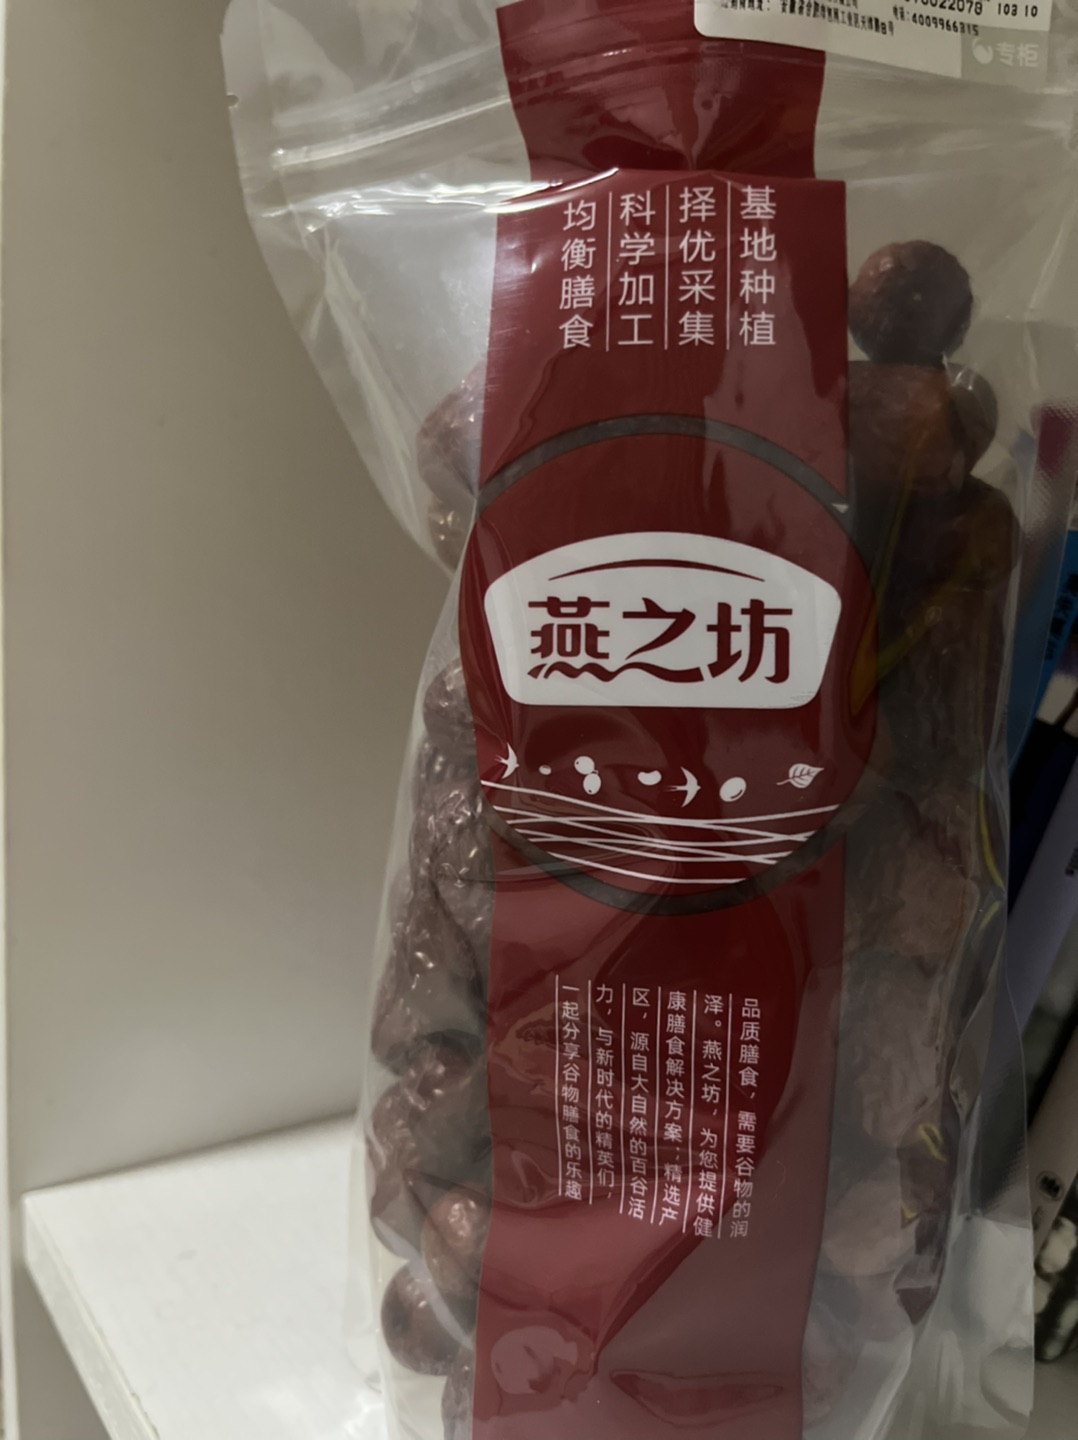 22078
103 10
电话：4009966315
专柜
基地种植
择优采集
科学加工
均衡膳食
燕之坊
品质膳食，需要谷物的润
泽。燕之坊，为您提供健
康膳食解决方案；精选产
区，源自大自然的百谷活
力，与新时代的精英们，
一起分享谷物膳食的乐趣